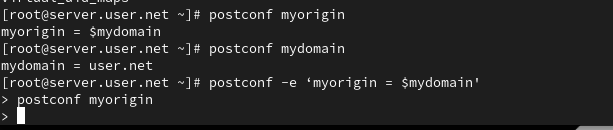 virtual_uid_maps
[root@server.user.net ~]# postconf myorigin
myorigin = $mydomain
[root@server.user.net ~]# postconf mydomain
mydomain = user.net
[root@server.user.net ~]# postconf -e ‘myorigin = $mydomain'
> postconf myorigin
>